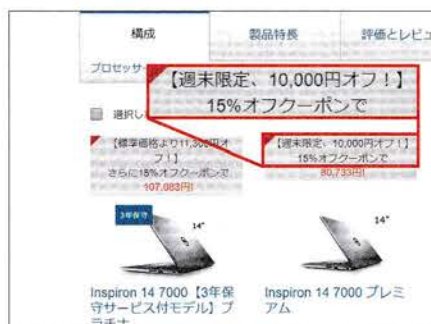 構成
製品特長
評価とレビュ
プロセッサー
【週末限定、10,000円オフ！】
15%オフクーポンで
選択し
【標準価格より11,300円オ
フ！】
さらに15%オフクーポンで
107,083円!
【週末限定、10,000円オフ！】
15%オフクーポンで
80,733円!
3年保守
14"
14"
Inspiron 14 7000【3年保
守サービス付モデル】プ
ラチナ
Inspiron 14 7000 プレミ
アム